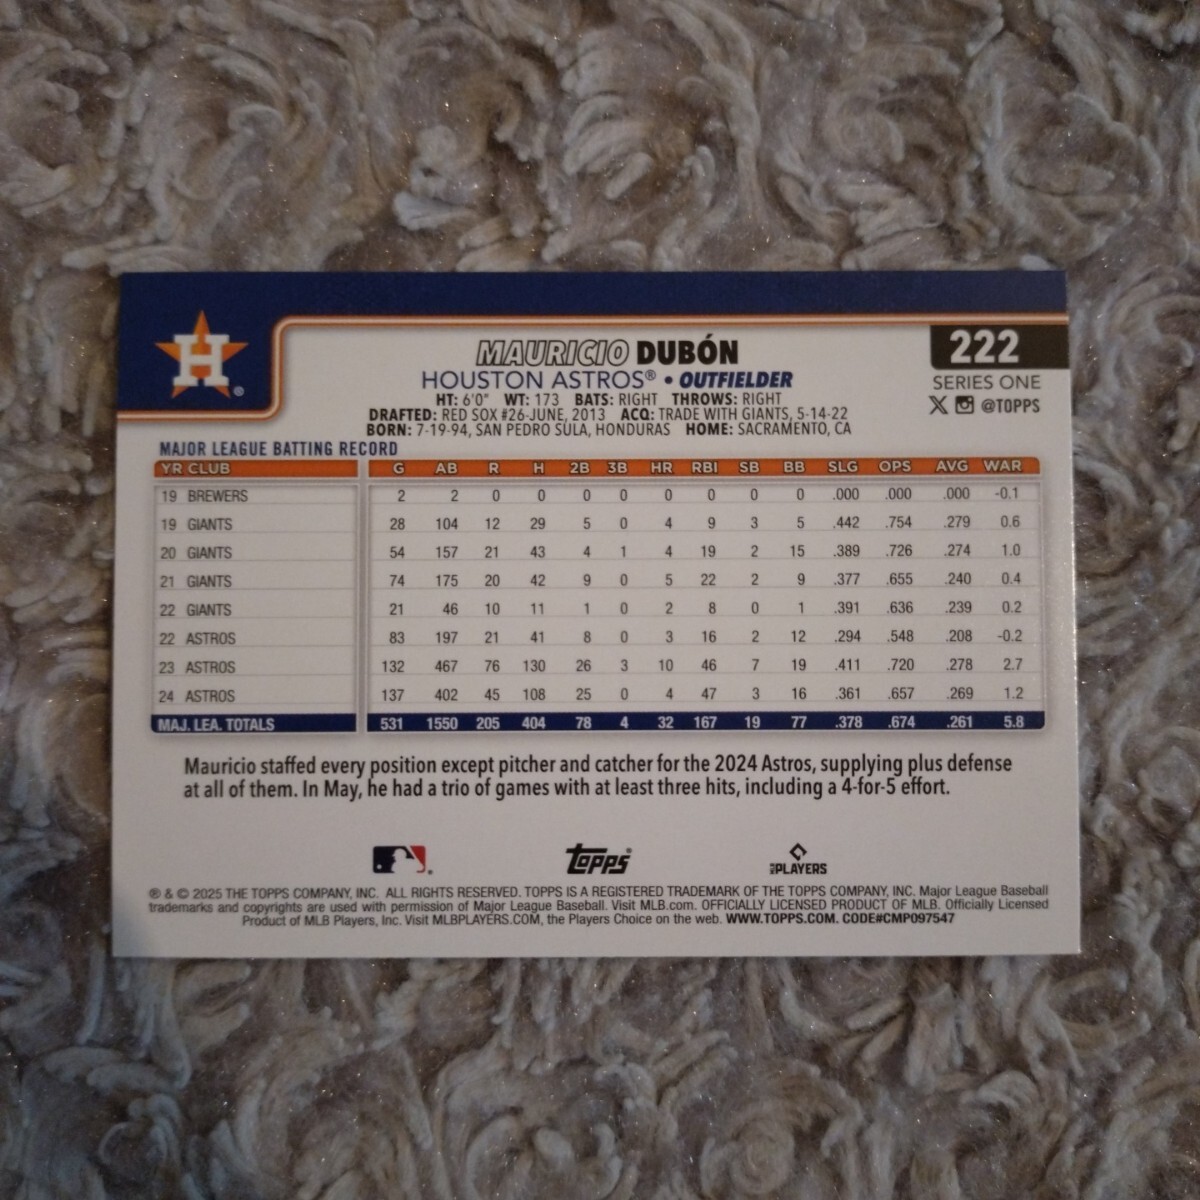 H
MAURICIO DUBÓN
222
HOUSTON ASTROS® • OUTFIELDER
SERIES ONE
HT: 6'0" WT: 173 BATS: RIGHT THROWS: RIGHT
X @TOPPS
DRAFTED: RED SOX #26-JUNE, 2013 ACQ: TRADE WITH GIANTS, 5-14-22
BORN: 7-19-94, SAN PEDRO SULA, HONDURAS HOME: SACRAMENTO, CA
MAJOR LEAGUE BATTING RECORD
YR CLUB G AB R H 2B 3B HR RBI SB BB SLG OPS AVG WAR
19 BREWERS 2 2 0 0 0 0 0 0 0 0 .000 .000 .000 -0.1
19 GIANTS 28 104 12 29 5 0 4 9 3 5 .442 .754 .279 0.6
20 GIANTS 54 157 21 43 4 1 4 19 2 15 .389 .726 .274 1.0
21 GIANTS 74 175 20 42 9 0 5 22 2 9 .377 .655 .240 0.4
22 GIANTS 21 46 10 11 1 0 2 8 0 1 .391 .636 .239 0.2
22 ASTROS 83 197 21 41 8 0 3 16 2 12 .294 .548 .208 -0.2
23 ASTROS 132 467 76 130 26 3 10 46 7 19 .411 .720 .278 2.7
24 ASTROS 137 402 45 108 25 0 4 47 3 16 .361 .657 .269 1.2
MAJ. LEA. TOTALS 531 1550 205 404 78 4 32 167 19 77 .378 .674 .261 5.8
Mauricio staffed every position except pitcher and catcher for the 2024 Astros, supplying plus defense
at all of them. In May, he had a trio of games with at least three hits, including a 4-for-5 effort.
Topps®
PLAYERS
® & © 2025 THE TOPPS COMPANY, INC. ALL RIGHTS RESERVED. TOPPS IS A REGISTERED TRADEMARK OF THE TOPPS COMPANY, INC. Major League Baseball
trademarks and copyrights are used with permission of Major League Baseball. Visit MLB.com. OFFICIALLY LICENSED PRODUCT OF MLB. Officially Licensed
Product of MLB Players, Inc. Visit MLBPLAYERS.COM, the Players Choice on the web. WWW.TOPPS.COM. CODE#CMP097547